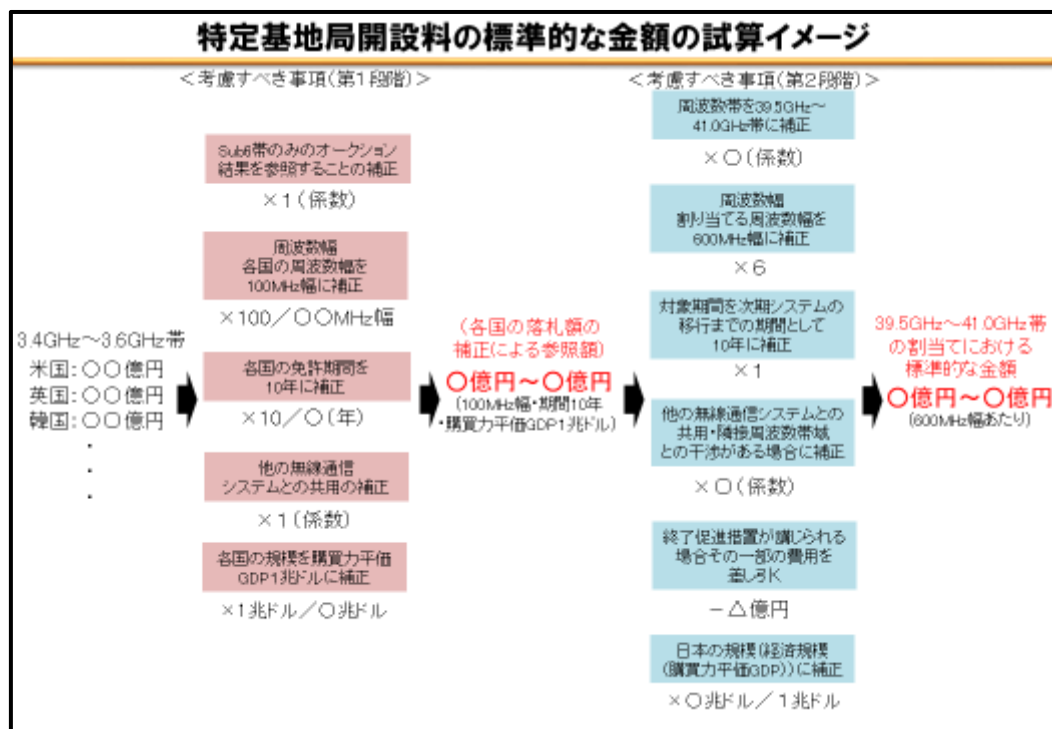 特定基地局開設料の標準的な金額の試算イメージ
＜考慮すべき事項(第1段階)＞
＜考慮すべき事項(第2段階)＞
3.4GHz～3.6GHz帯
米国：〇〇億円
英国：〇〇億円
韓国：〇〇億円
・
・
・
Sub6帯のみのオークション
結果を参照することの補正
×1(係数)
周波数幅
各国の周波数幅を
100MHz幅に補正
×100／〇〇MHz幅
各国の免許期間を
10年に補正
×10／〇(年)
他の無線通信
システムとの共用の補正
×1(係数)
各国の規模を購買力平価
GDP1兆ドルに補正
×1兆ドル／〇兆ドル
(各国の落札額の
補正による参照額)
〇億円～〇億円
(100MHz幅・期間10年
・購買力平価GDP1兆ドル)
周波数帯を39.5GHz～
41.0GHz帯に補正
×〇(係数)
周波数幅
割り当てる周波数幅を
600MHz幅に補正
×6
対象期間を次期システムの
移行までの期間として
10年に補正
×1
他の無線通信システムとの
共用・隣接周波数帯域
との干渉がある場合に補正
×〇(係数)
終了促進措置が講じられる
場合その一部の費用を
差し引く
－△億円
日本の規模(経済規模
(購買力平価GDP))に補正
×〇兆ドル／1兆ドル
39.5GHz～41.0GHz帯
の割当てにおける
標準的な金額
〇億円～〇億円
(600MHz幅あたり)